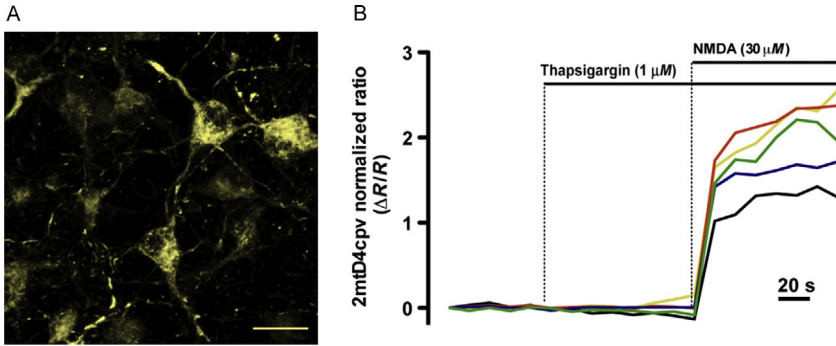 A
B
NMDA (30 μM)
Thapsigargin (1 μM)
2mtD4cpv normalized ratio
(ΔR/R)
3
2
1
0
20 s